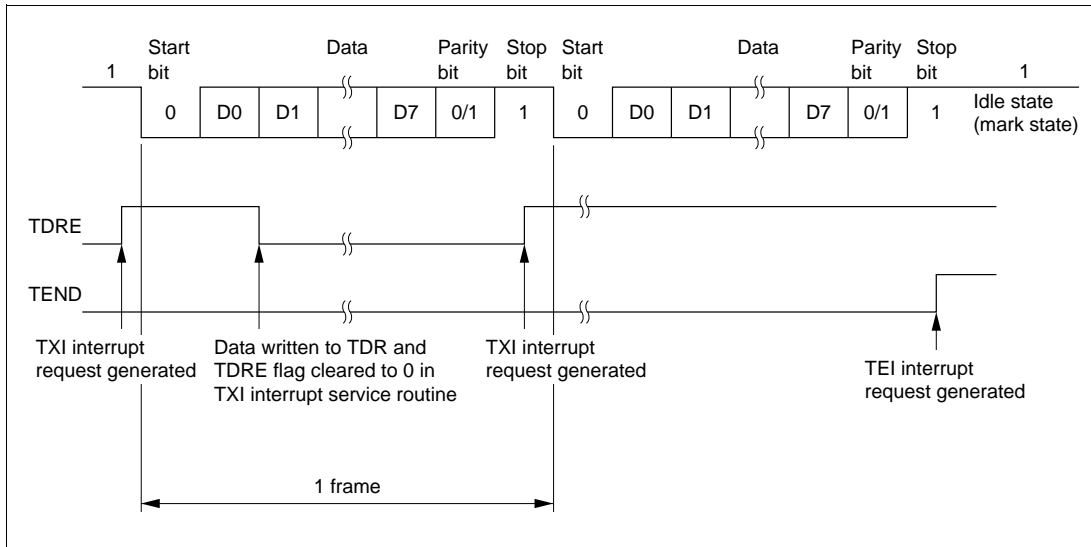 Start bit
Data
Parity bit
Stop bit
Start bit
Data
Parity bit
Stop bit
1
1
0
D0
D1
D7
0/1
1
0
D0
D1
D7
0/1
1
Idle state
(mark state)
TDRE
TEND
TXI interrupt
request generated
Data written to TDR and
TDRE flag cleared to 0 in
TXI interrupt service routine
TXI interrupt
request generated
TEI interrupt
request generated
1 frame